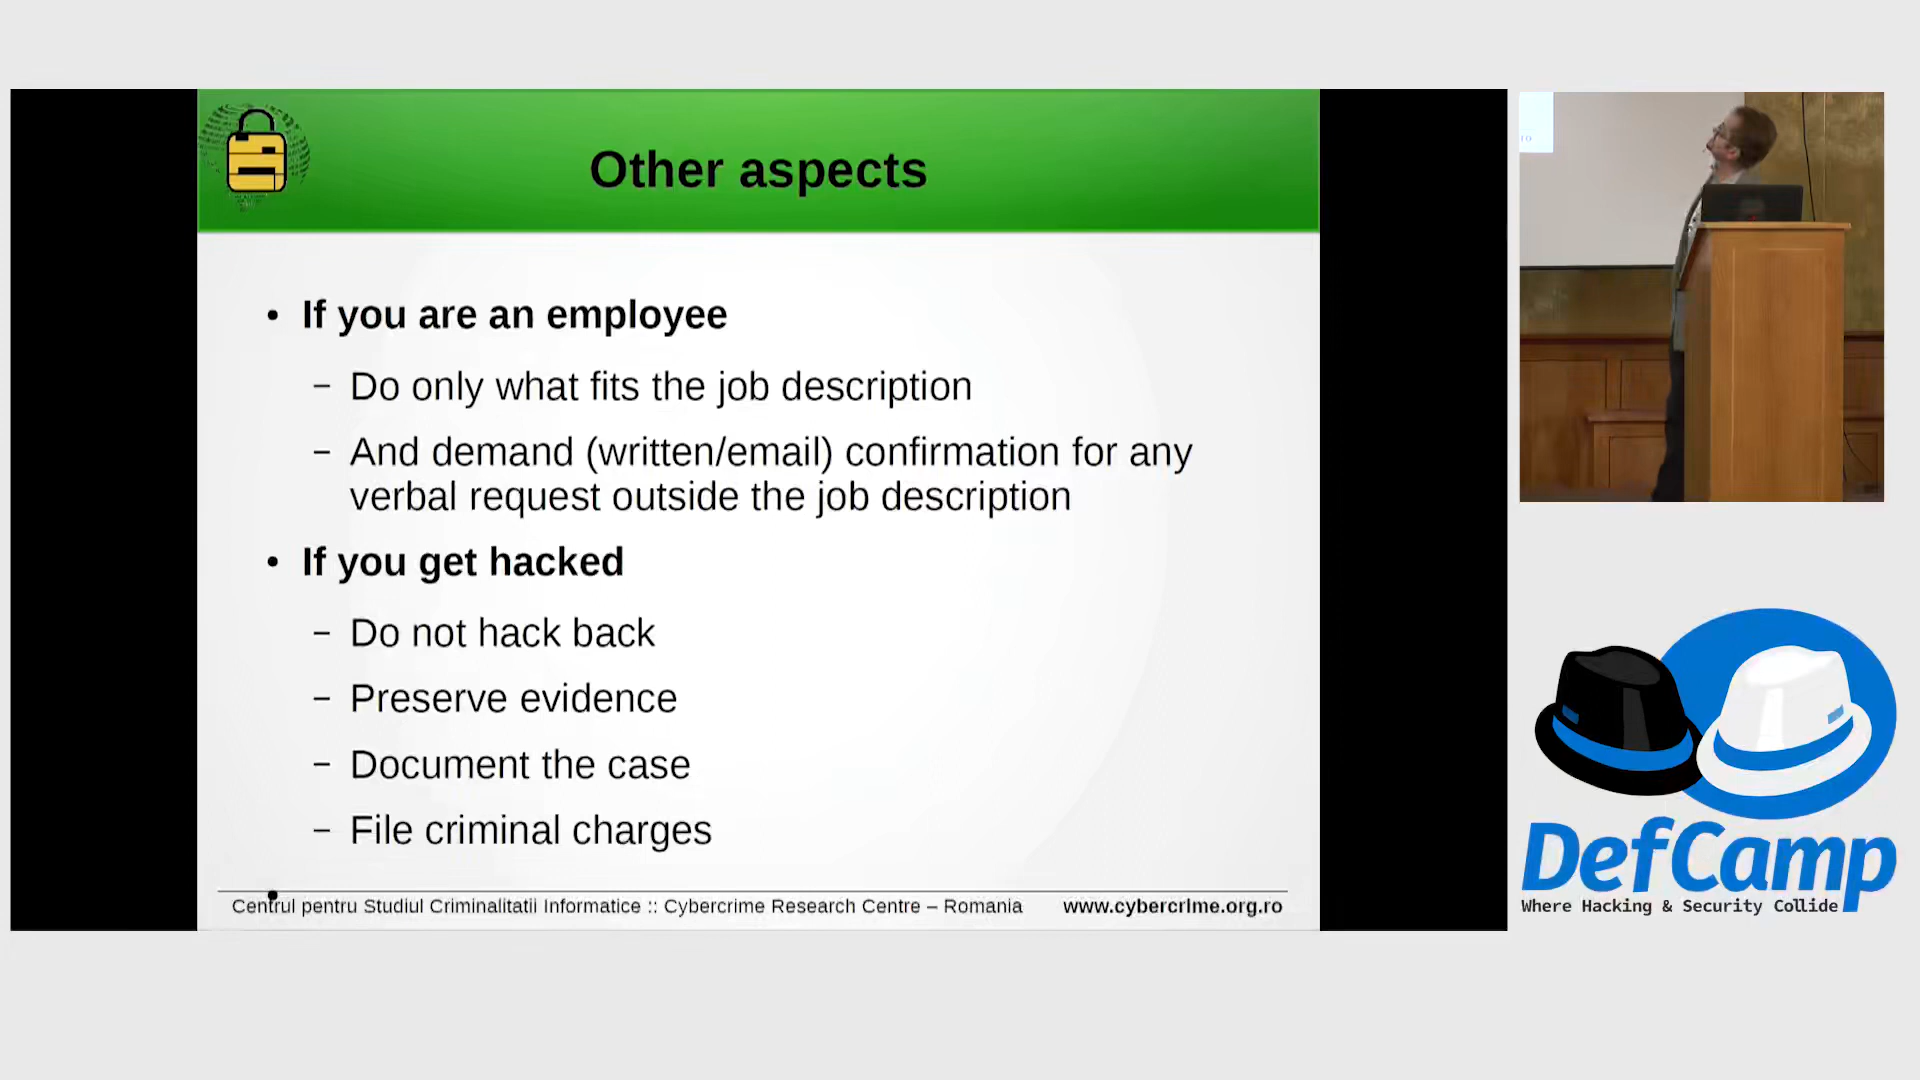 Other aspects
• If you are an employee
– Do only what fits the job description
– And demand (written/email) confirmation for any
verbal request outside the job description
• If you get hacked
– Do not hack back
– Preserve evidence
– Document the case
– File criminal charges
•
Centrul pentru Studiul Criminalitatii Informatice :: Cybercrime Research Centre – Romania www.cybercrime.org.ro
DefCamp
Where Hacking & Security Collide